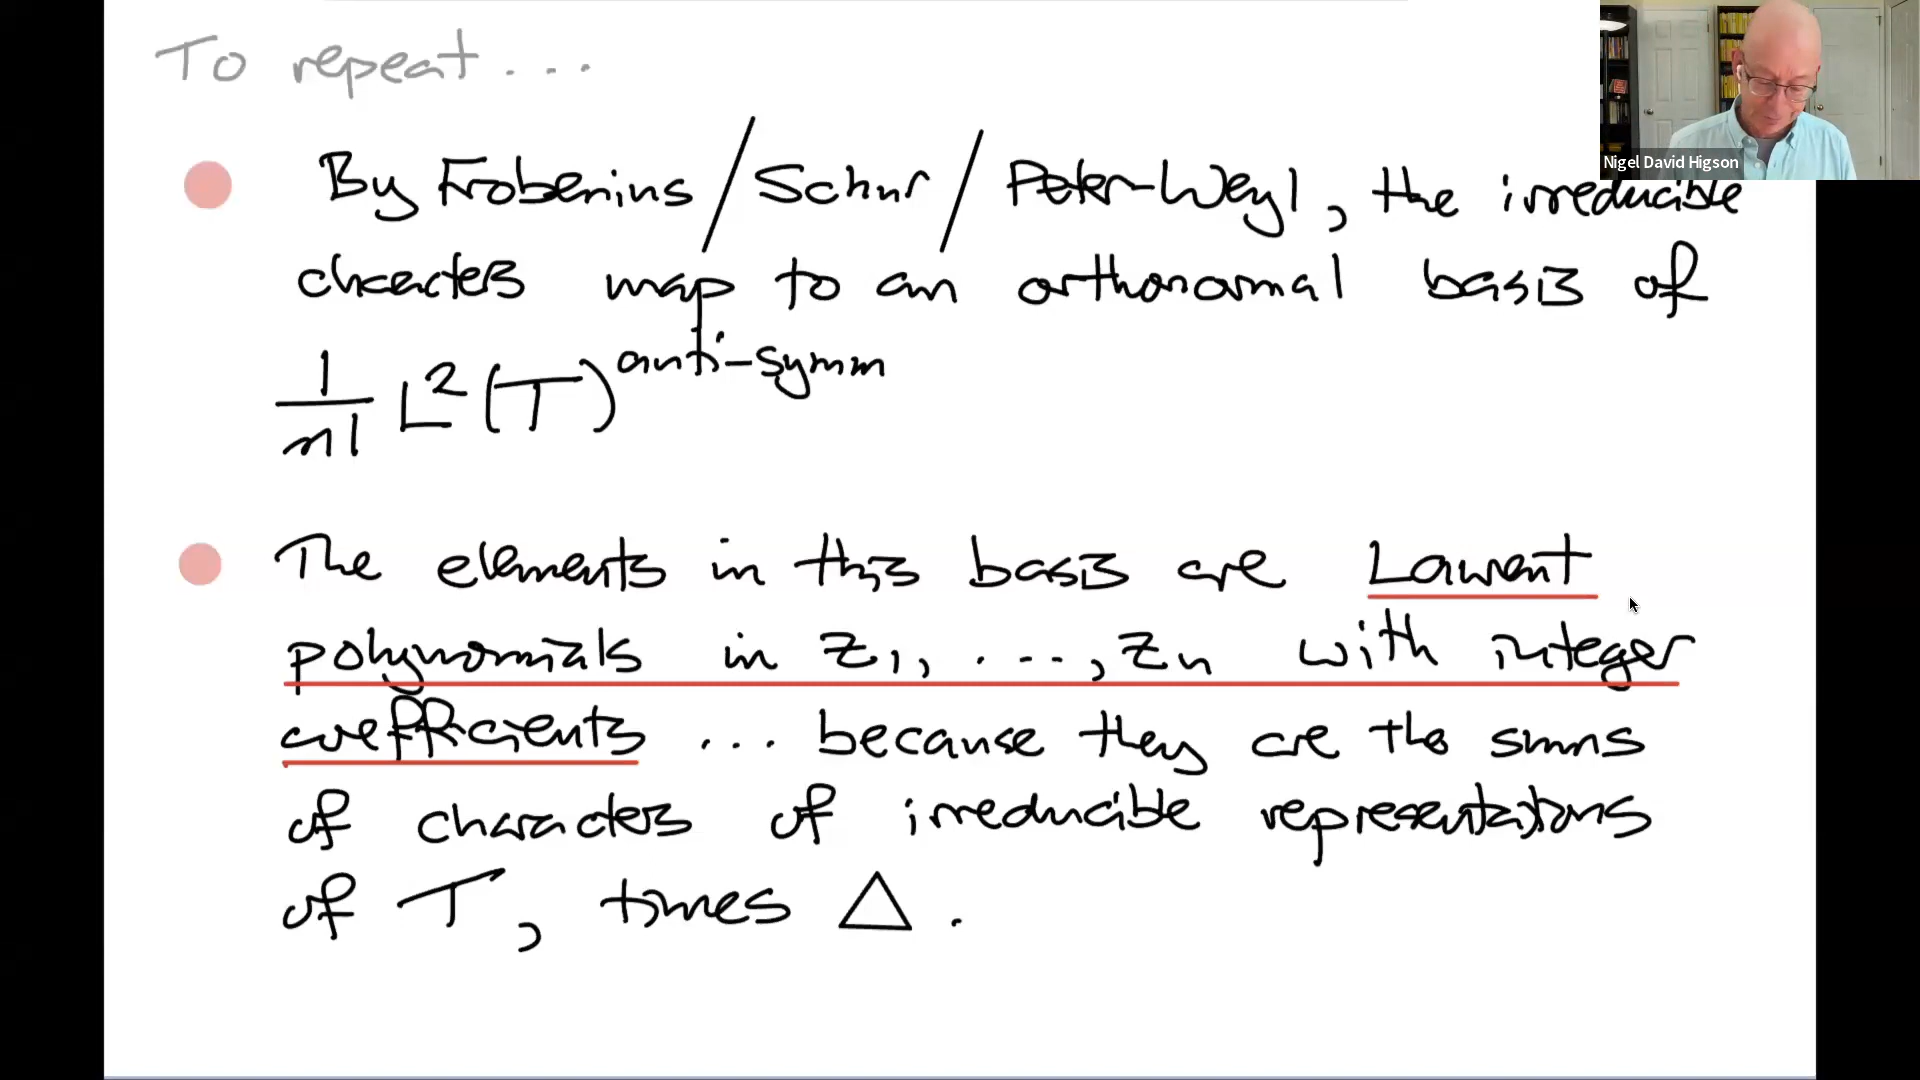 To repeat...
Nigel David Higson
By Frobenius / Schur / Peter-Weyl, the irreducible
characters map to an orthonormal basis of
1/n! L²(T)^anti-symm
The elements in this basis are Laurent
polynomials in z1, ..., zn with integer
coefficients ... because they are the sums
of characters of irreducible representations
of T, times △.